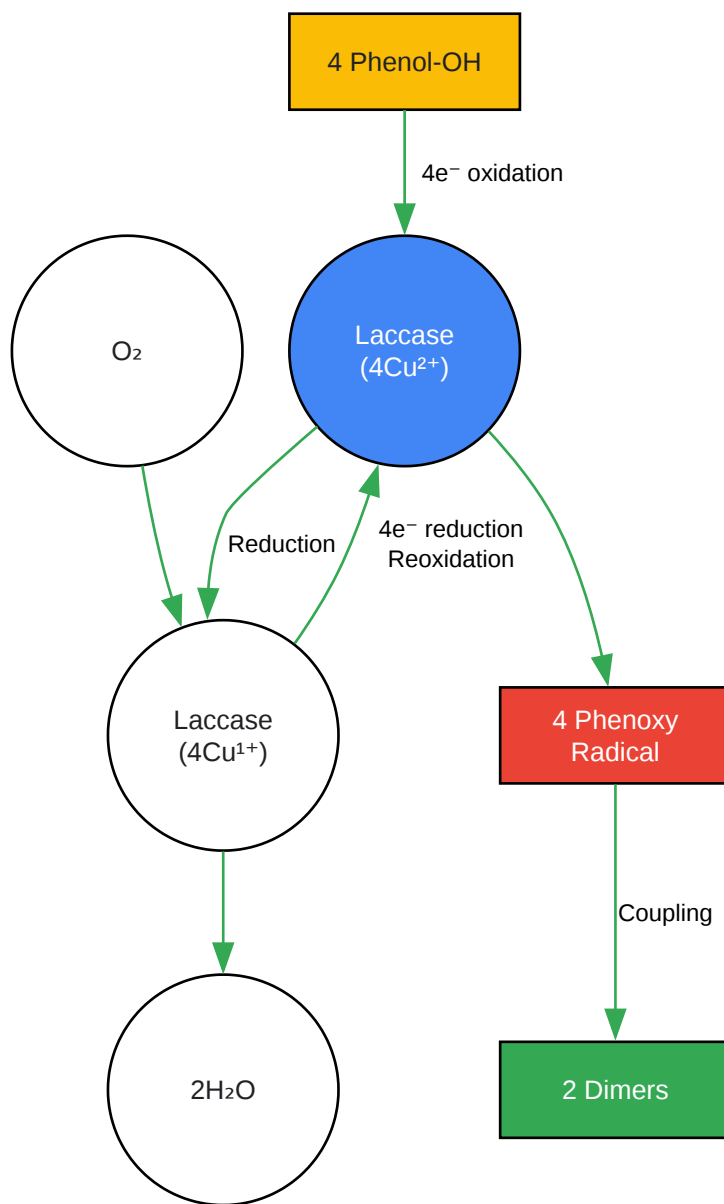 4 Phenol-OH
4e⁻ oxidation
O₂
Laccase
(4Cu²⁺)
Reduction
4e⁻ reduction
Reoxidation
Laccase
(4Cu¹⁺)
4 Phenoxy
Radical
Coupling
2H₂O
2 Dimers